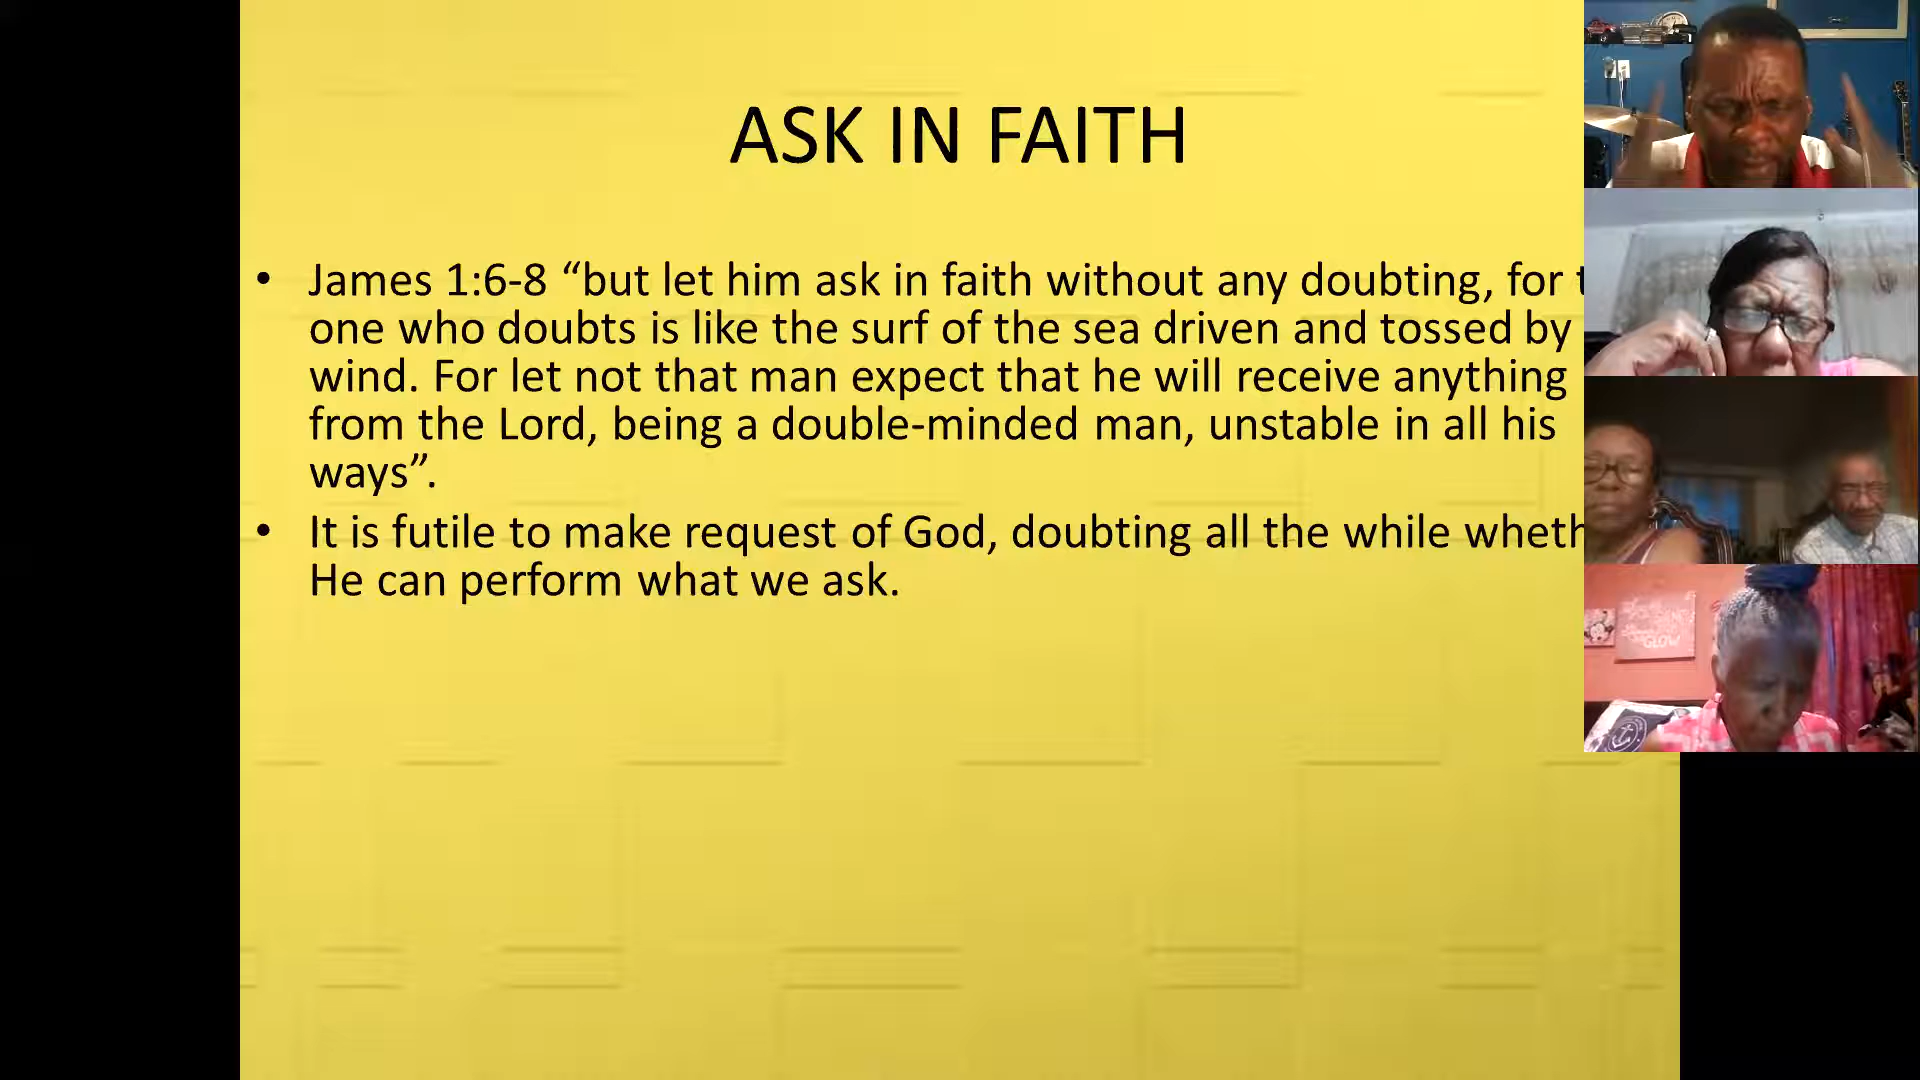 ASK IN FAITH
• James 1:6-8 “but let him ask in faith without any doubting, for
one who doubts is like the surf of the sea driven and tossed by
wind. For let not that man expect that he will receive anything
from the Lord, being a double-minded man, unstable in all his
ways”.
• It is futile to make request of God, doubting all the while wheth
He can perform what we ask.
GLOW